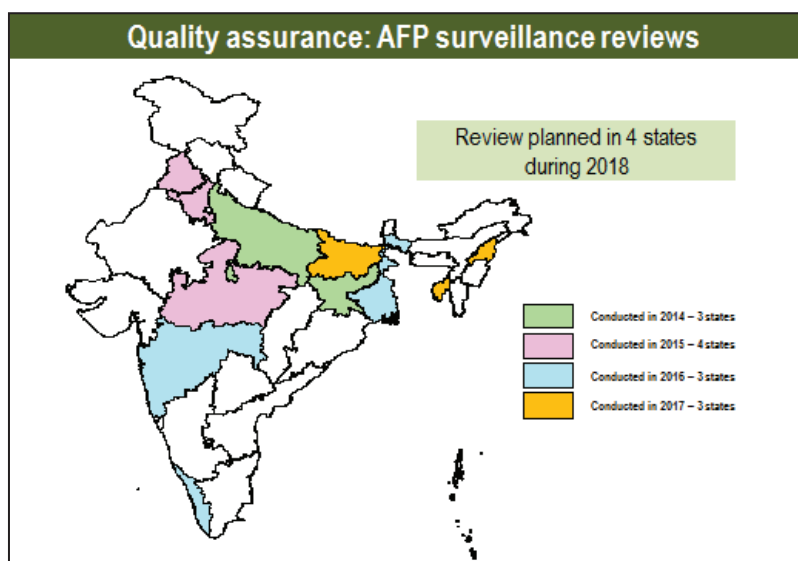 Quality assurance: AFP surveillance reviews
Review planned in 4 states
during 2018
Conducted in 2014 – 3 states
Conducted in 2015 – 4 states
Conducted in 2016 – 3 states
Conducted in 2017 – 3 states